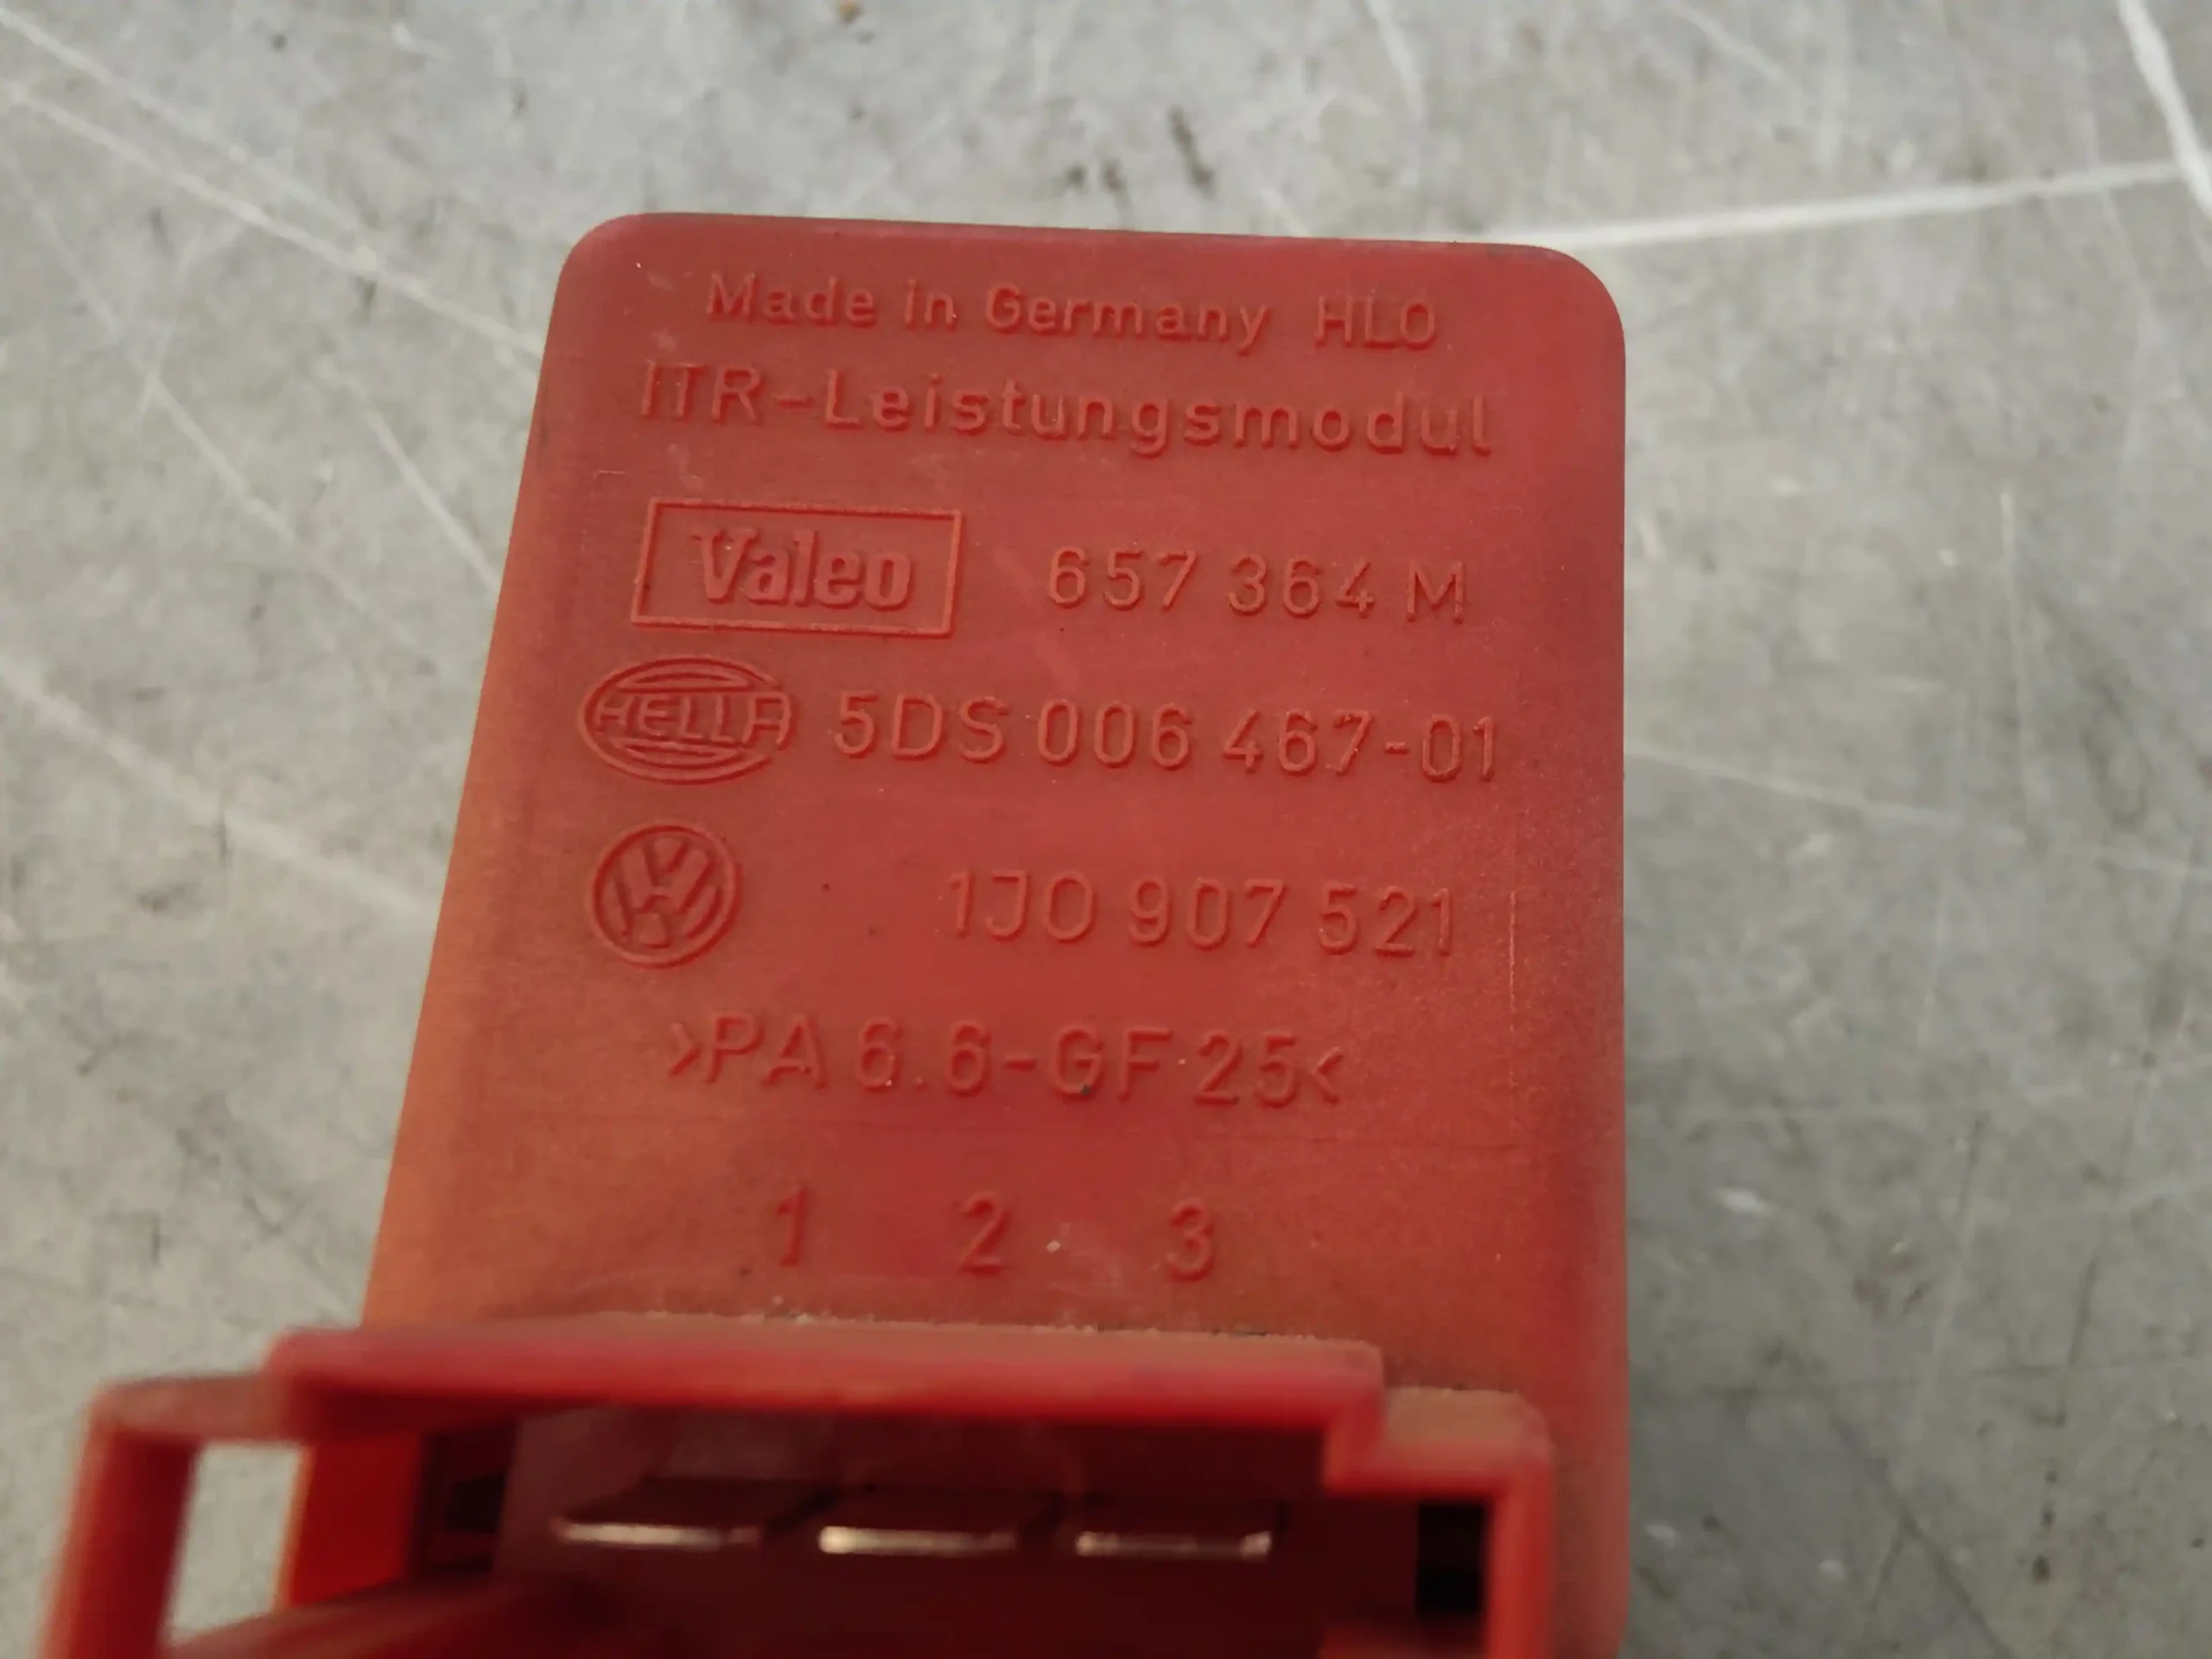 Made in Germany HLO
ITR-Leistungsmodul
Valeo 657 364 M
HELLA 5DS 006 467-01
VW 1J0 907 521
>PA 6.6-GF 25<
1 2 3